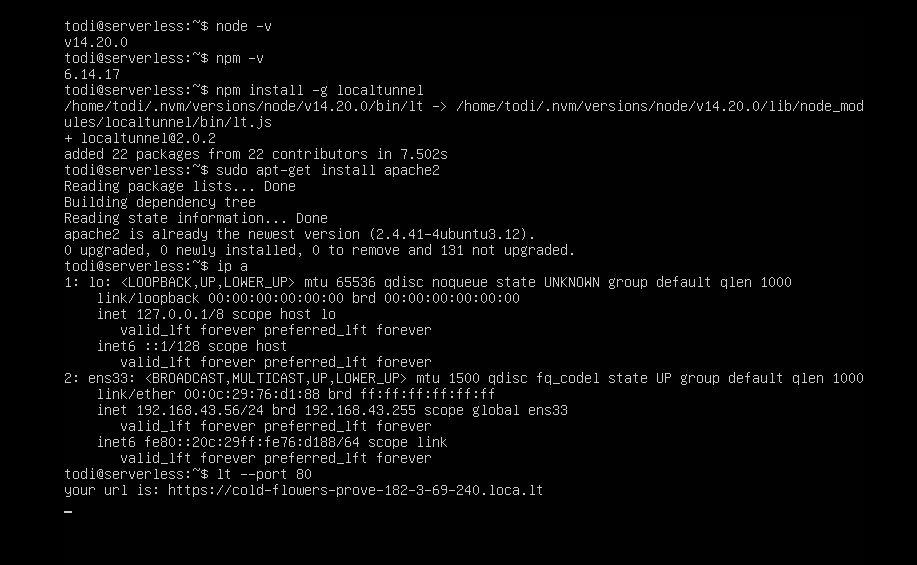 todi@serverless:~$ node -v
v14.20.0
todi@serverless:~$ npm -v
6.14.17
todi@serverless:~$ npm install -g localtunnel
/home/todi/.nvm/versions/node/v14.20.0/bin/lt -> /home/todi/.nvm/versions/node/v14.20.0/lib/node_mod
ules/localtunnel/bin/lt.js
+ localtunnel@2.0.2
added 22 packages from 22 contributors in 7.502s
todi@serverless:~$ sudo apt-get install apache2
Reading package lists... Done
Building dependency tree
Reading state information... Done
apache2 is already the newest version (2.4.41-4ubuntu3.12).
0 upgraded, 0 newly installed, 0 to remove and 131 not upgraded.
todi@serverless:~$ ip a
1: lo: <LOOPBACK,UP,LOWER_UP> mtu 65536 qdisc noqueue state UNKNOWN group default qlen 1000
    link/loopback 00:00:00:00:00:00 brd 00:00:00:00:00:00
    inet 127.0.0.1/8 scope host lo
       valid_lft forever preferred_lft forever
    inet6 ::1/128 scope host
       valid_lft forever preferred_lft forever
2: ens33: <BROADCAST,MULTICAST,UP,LOWER_UP> mtu 1500 qdisc fq_codel state UP group default qlen 1000
    link/ether 00:0c:29:76:d1:88 brd ff:ff:ff:ff:ff:ff
    inet 192.168.43.56/24 brd 192.168.43.255 scope global ens33
       valid_lft forever preferred_lft forever
    inet6 fe80::20c:29ff:fe76:d188/64 scope link
       valid_lft forever preferred_lft forever
todi@serverless:~$ lt --port 80
your url is: https://cold-flowers-prove-182-3-69-240.loca.lt